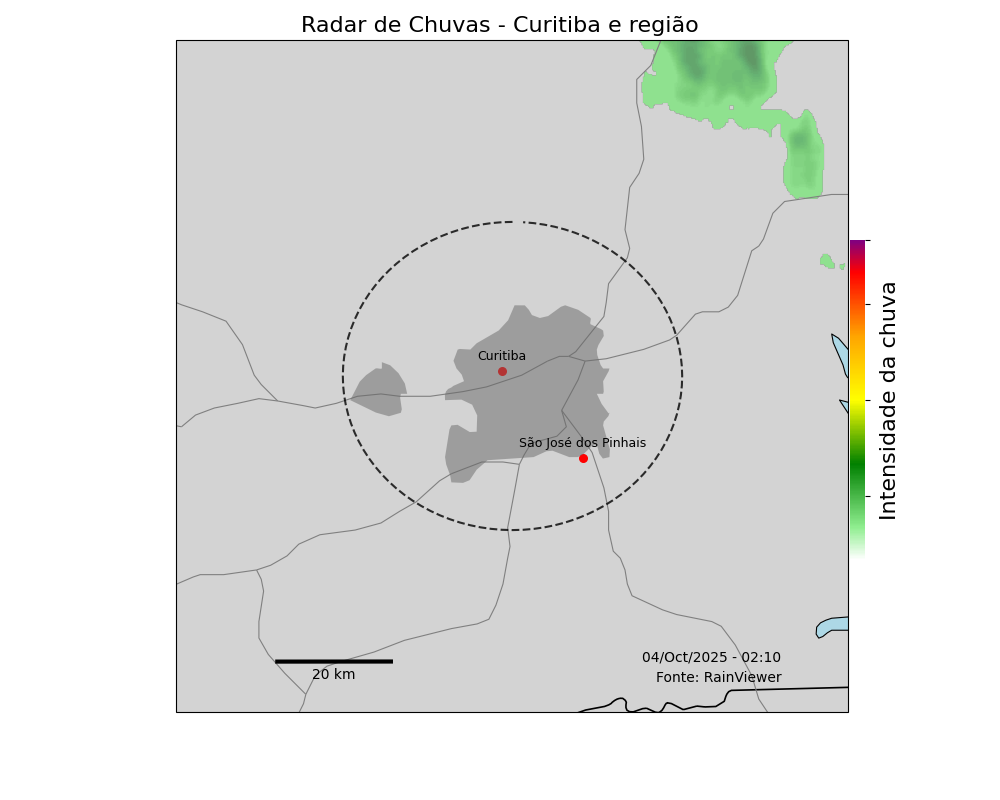 Radar de Chuvas - Curitiba e região
Curitiba
São José dos Pinhais
Intensidade da chuva
20 km
04/Oct/2025 - 02:10
Fonte: RainViewer